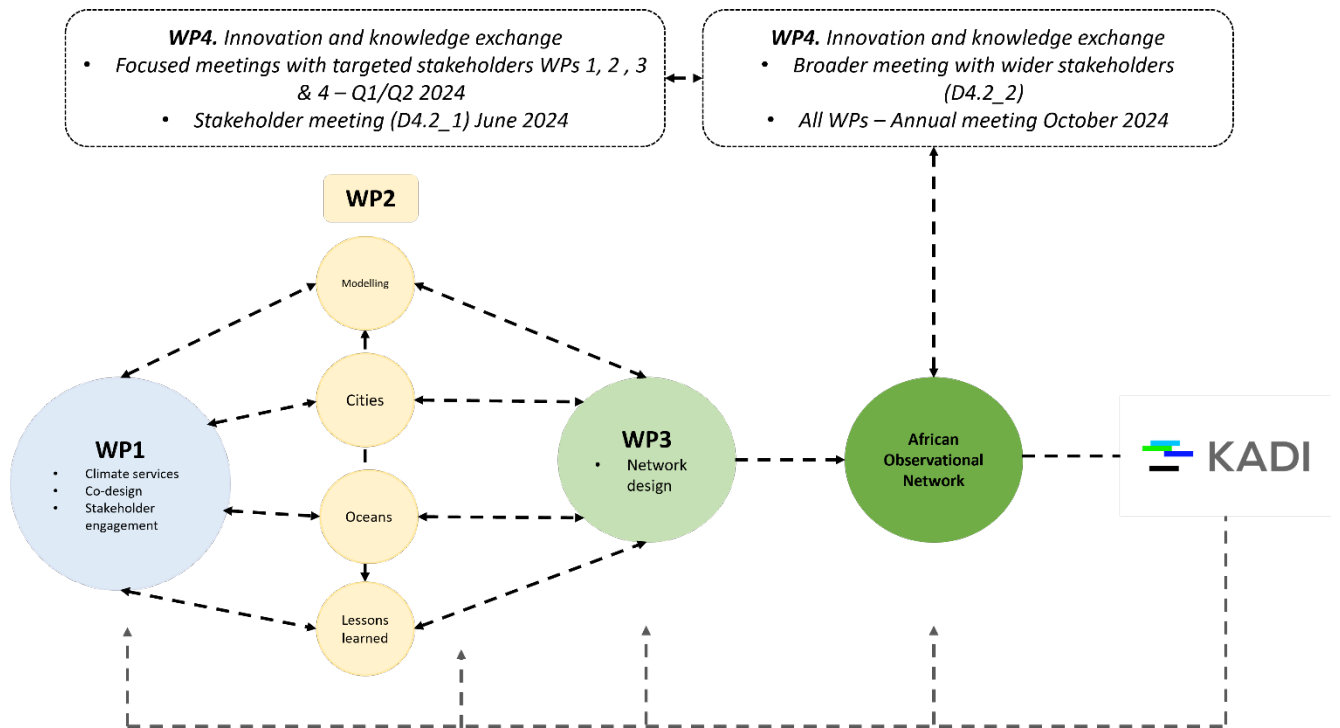 WP4. Innovation and knowledge exchange
• Focused meetings with targeted stakeholders WPs 1, 2 , 3
& 4 – Q1/Q2 2024
• Stakeholder meeting (D4.2_1) June 2024
WP4. Innovation and knowledge exchange
• Broader meeting with wider stakeholders
(D4.2_2)
• All WPs – Annual meeting October 2024
WP2
Modelling
Cities
Oceans
Lessons
learned
WP1
• Climate services
• Co-design
• Stakeholder
engagement
WP3
• Network
design
African
Observational
Network
KADI